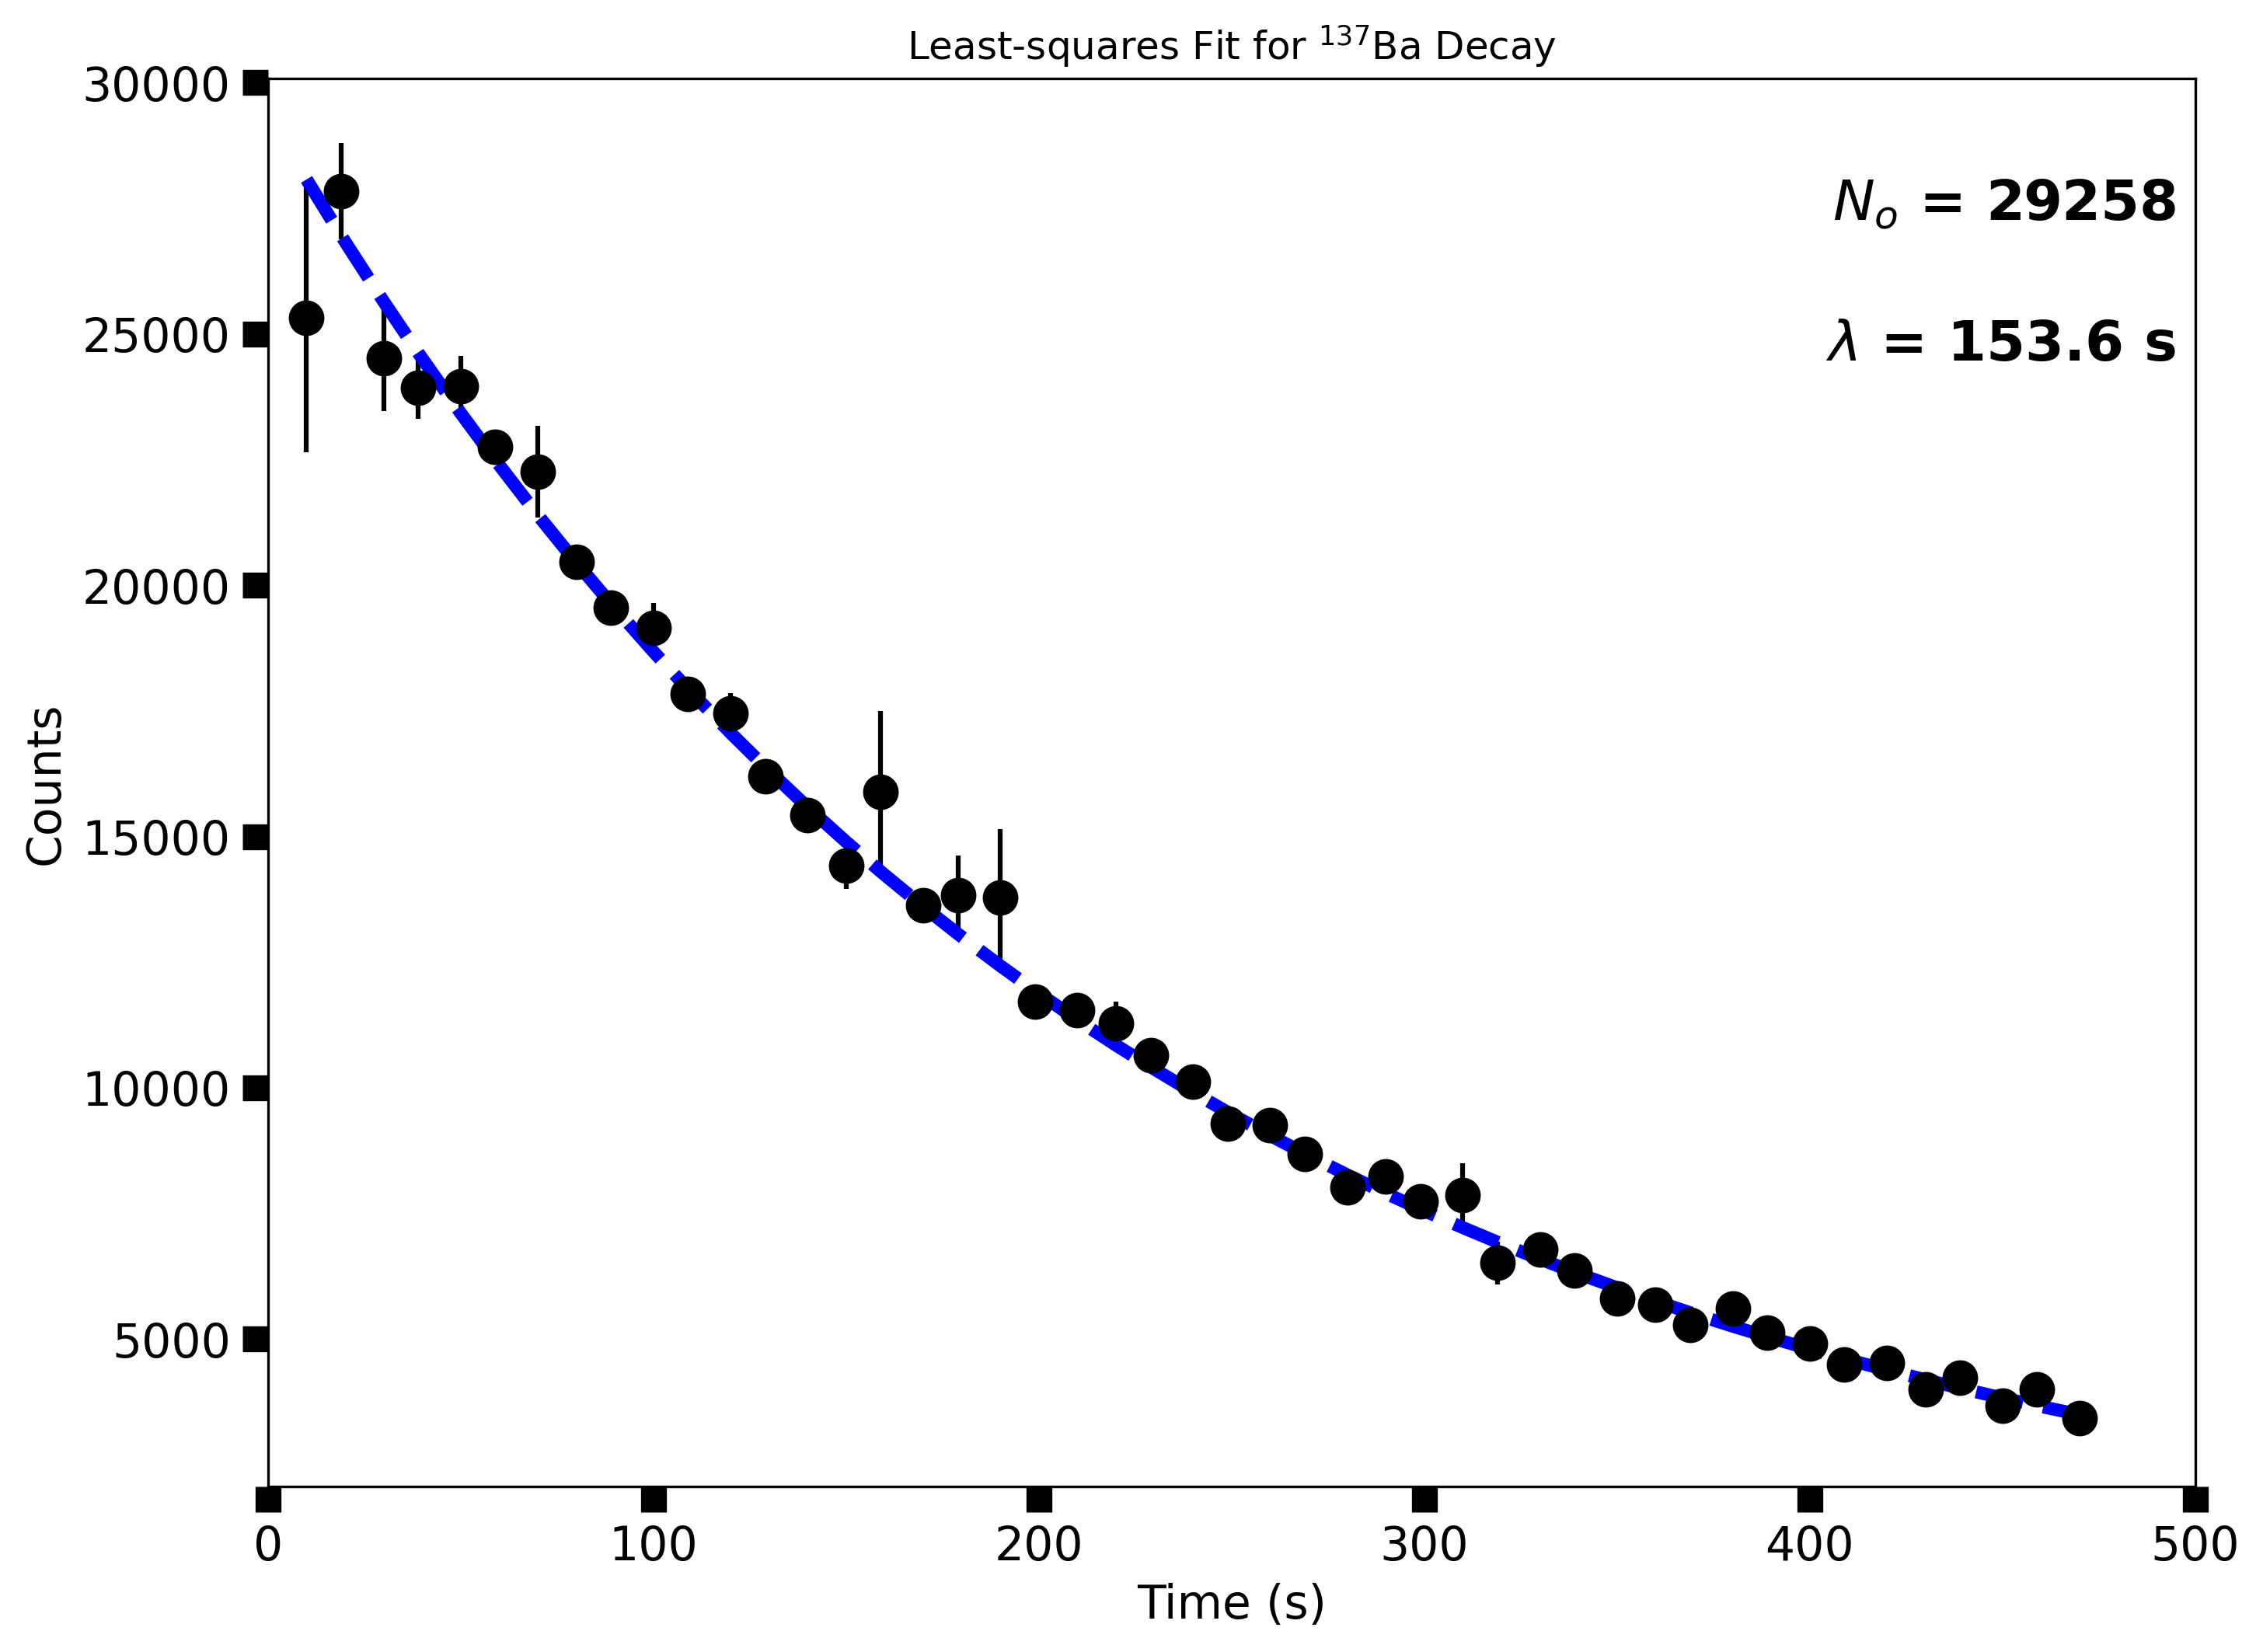 Least-squares Fit for ¹³⁷Ba Decay
30000
25000
20000
15000
10000
5000
Counts
Nₒ = 29258
λ = 153.6 s
0 100 200 300 400 500
Time (s)